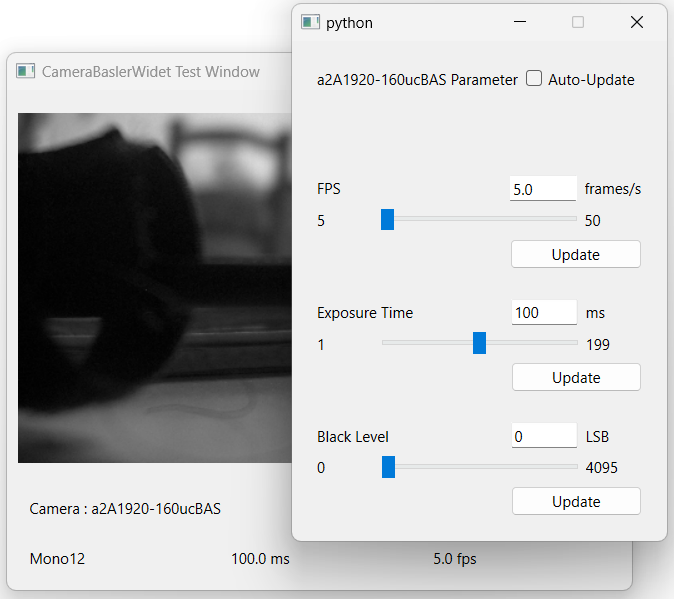 python
CameraBaslerWidet Test Window
a2A1920-160ucBAS Parameter Auto-Update
FPS 5.0 frames/s
5 50
Update
Exposure Time 100 ms
1 199
Update
Black Level 0 LSB
0 4095
Update
Camera : a2A1920-160ucBAS
Mono12 100.0 ms 5.0 fps